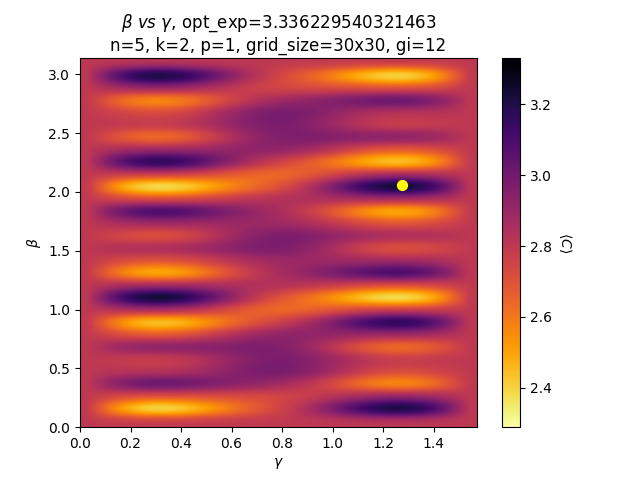 β vs γ, opt_exp=3.336229540321463
n=5, k=2, p=1, grid_size=30x30, gi=12
3.0
2.5
2.0
1.5
1.0
0.5
0.0
β
0.0 0.2 0.4 0.6 0.8 1.0 1.2 1.4
γ
3.2
3.0
2.8
2.6
2.4
⟨C⟩